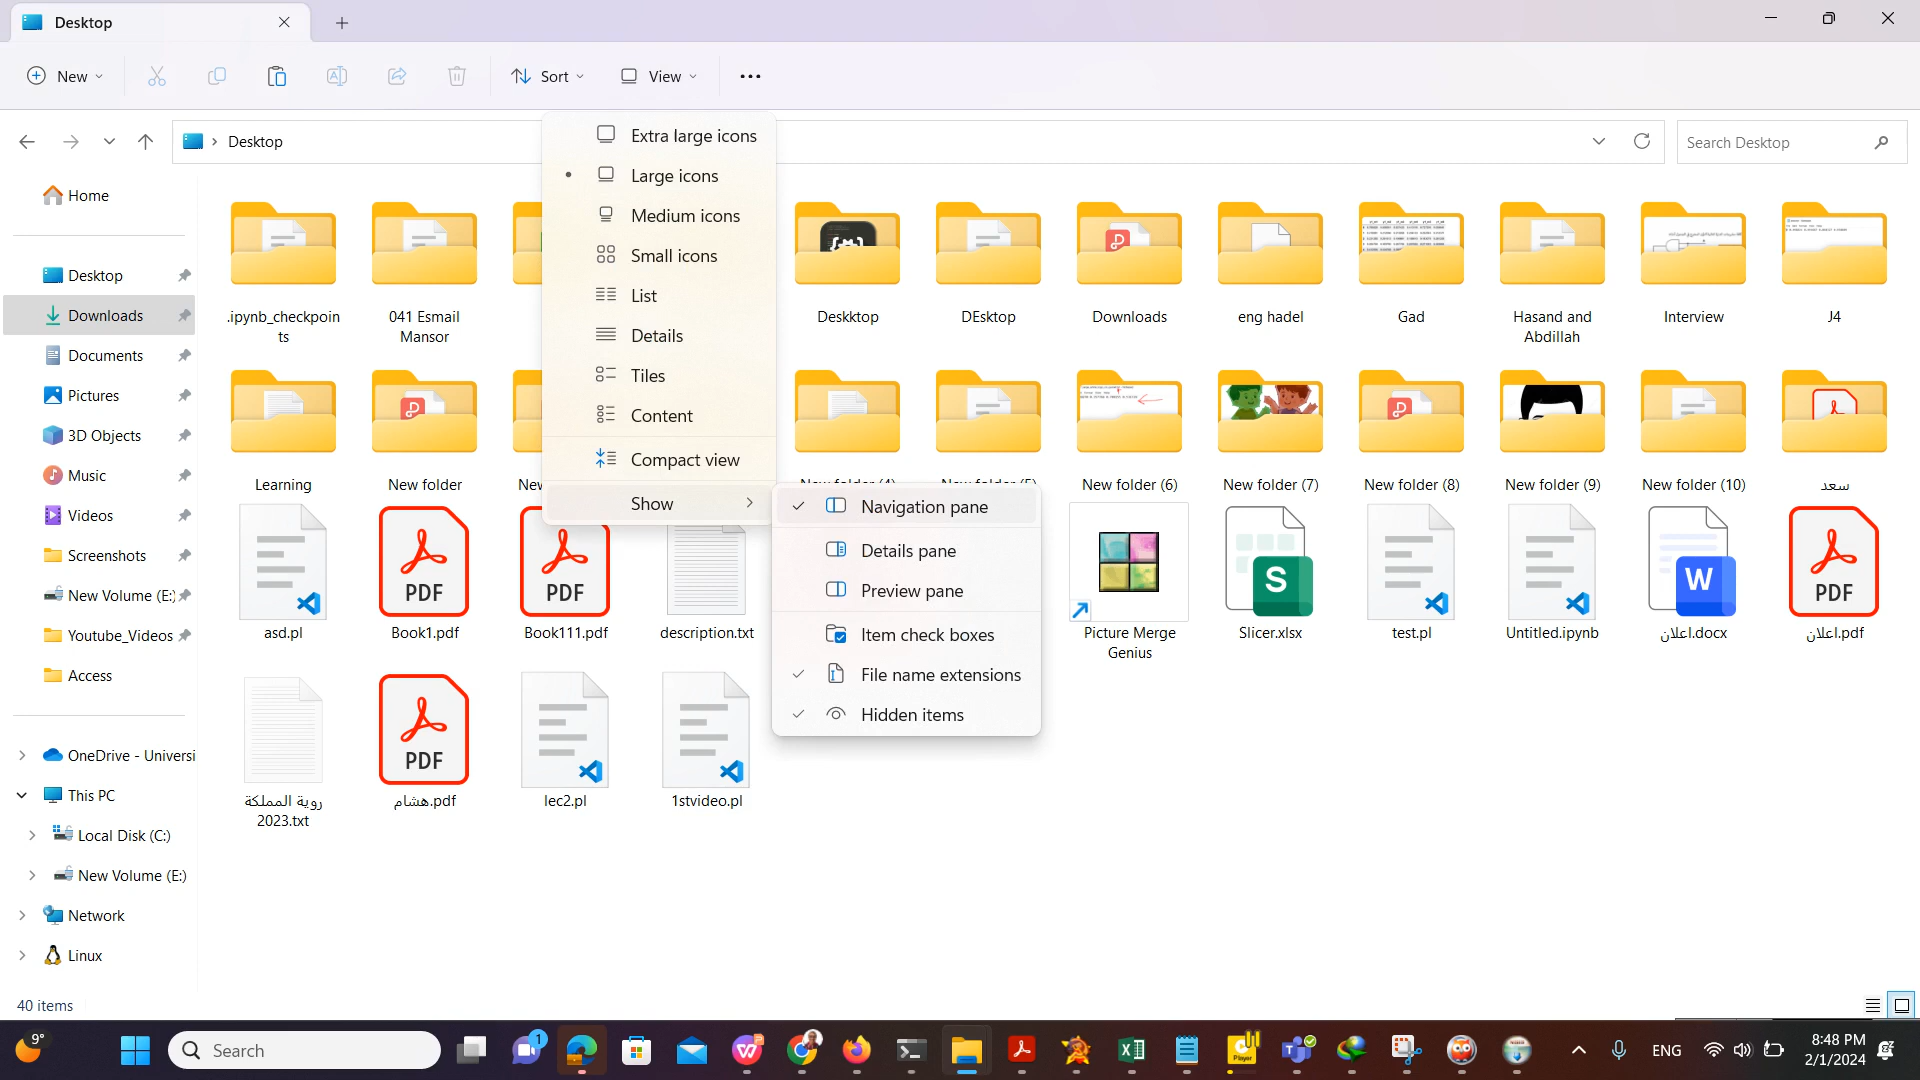 Desktop
New
Sort
View
Desktop
Search Desktop
Extra large icons
Large icons
Medium icons
Small icons
List
Details
Tiles
Content
Compact view
Show
Navigation pane
Details pane
Preview pane
Item check boxes
File name extensions
Hidden items
Home
Desktop
Downloads
Documents
Pictures
3D Objects
Music
Videos
Screenshots
New Volume (E:)
Youtube_Videos
Access
OneDrive - Universi
This PC
Local Disk (C:)
New Volume (E:)
Network
Linux
.ipynb_checkpoin
ts
041 Esmail
Mansor
Deskktop
DEsktop
Downloads
eng hadel
Gad
Hasand and
Abdillah
Interview
J4
Learning
New folder
New folder (6)
New folder (7)
New folder (8)
New folder (9)
New folder (10)
سعد
PDF
PDF
S
W
PDF
asd.pl
Book1.pdf
Book111.pdf
description.txt
Picture Merge
Genius
Slicer.xlsx
test.pl
Untitled.ipynb
اعلان.docx
اعلان.pdf
PDF
روية المملكة
2023.txt
هشام.pdf
lec2.pl
1stvideo.pl
40 items
9°
Search
1
Player
ENG
8:48 PM
2/1/2024